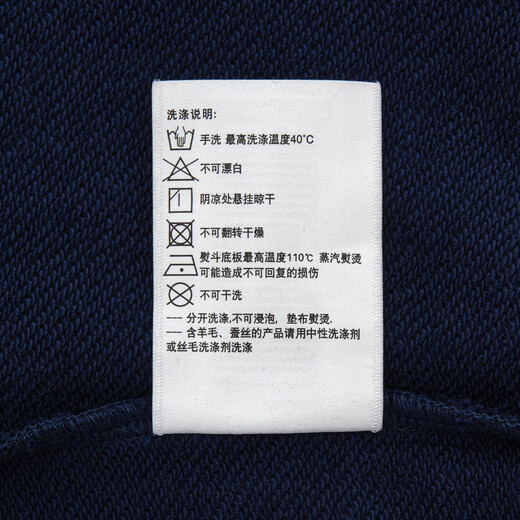 洗涤说明:
手洗 最高洗涤温度40°C
不可漂白
阴凉处悬挂晾干
不可翻转干燥
熨斗底板最高温度110℃ 蒸汽熨烫
可能造成不可回复的损伤
不可干洗
--- 分开洗涤,不可浸泡, 垫布熨烫.
--- 含羊毛、蚕丝的产品请用中性洗涤剂
或丝毛洗涤剂洗涤